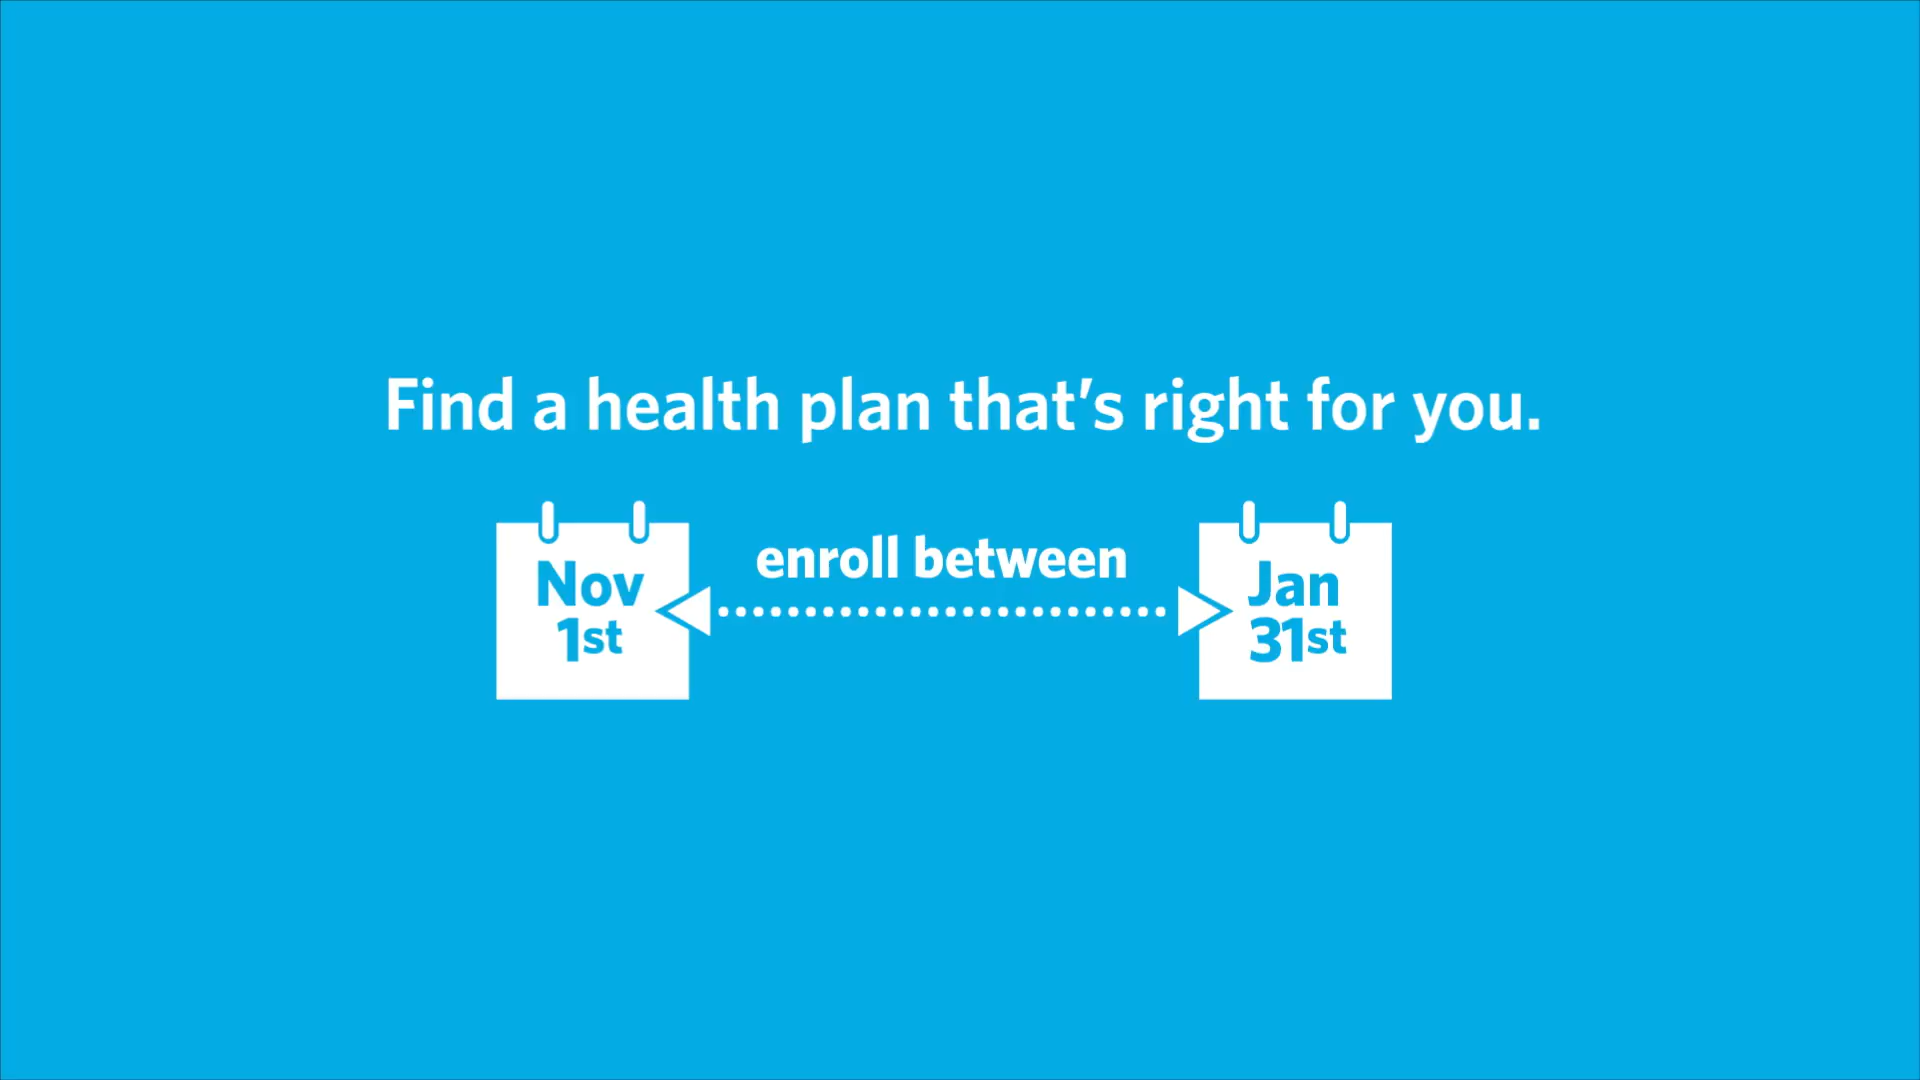 Find a health plan that's right for you.
Nov
1st
enroll between
Jan
31st